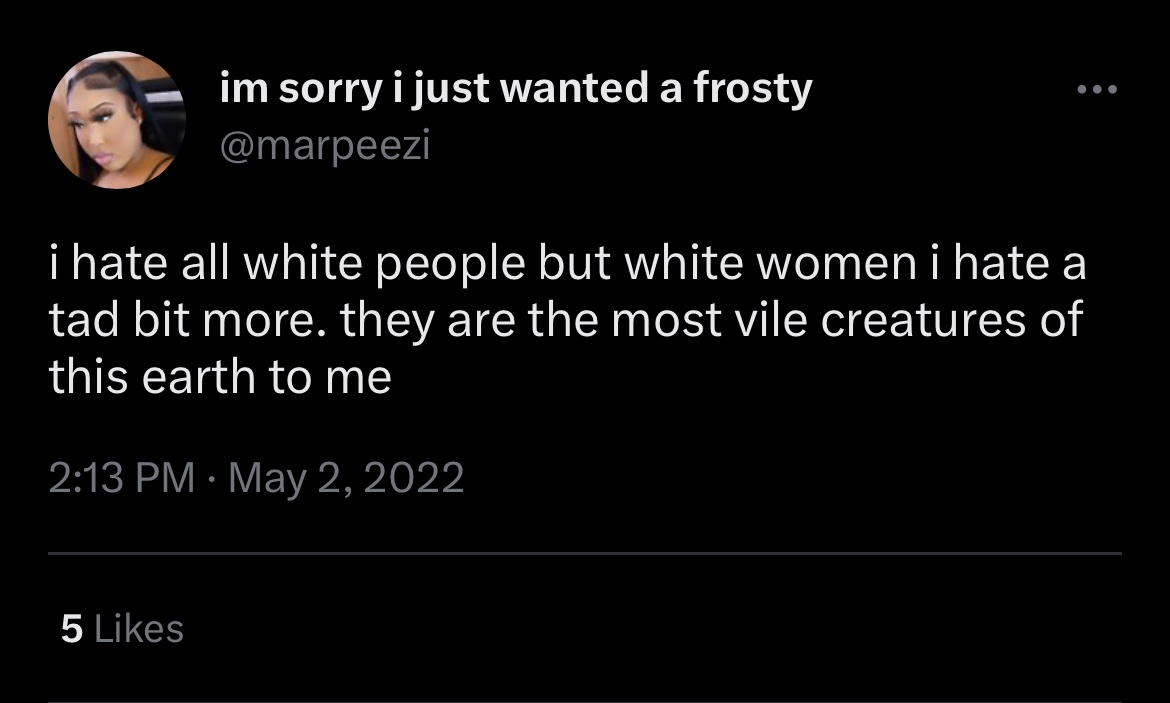 im sorry i just wanted a frosty
@marpeezi
i hate all white people but white women i hate a
tad bit more. they are the most vile creatures of
this earth to me
2:13 PM · May 2, 2022
5 Likes